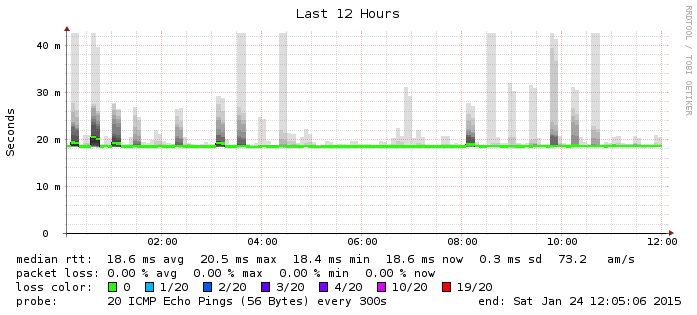 Last 12 Hours
RRDTOOL / TOBI OETIKER
Seconds
40 m
30 m
20 m
10 m
0
02:00 04:00 06:00 08:00 10:00 12:00
median rtt: 18.6 ms avg 20.5 ms max 18.4 ms min 18.6 ms now 0.3 ms sd 73.2 am/s
packet loss: 0.00 % avg 0.00 % max 0.00 % min 0.00 % now
loss color: 0 1/20 2/20 3/20 4/20 10/20 19/20
probe: 20 ICMP Echo Pings (56 Bytes) every 300s end: Sat Jan 24 12:05:06 2015